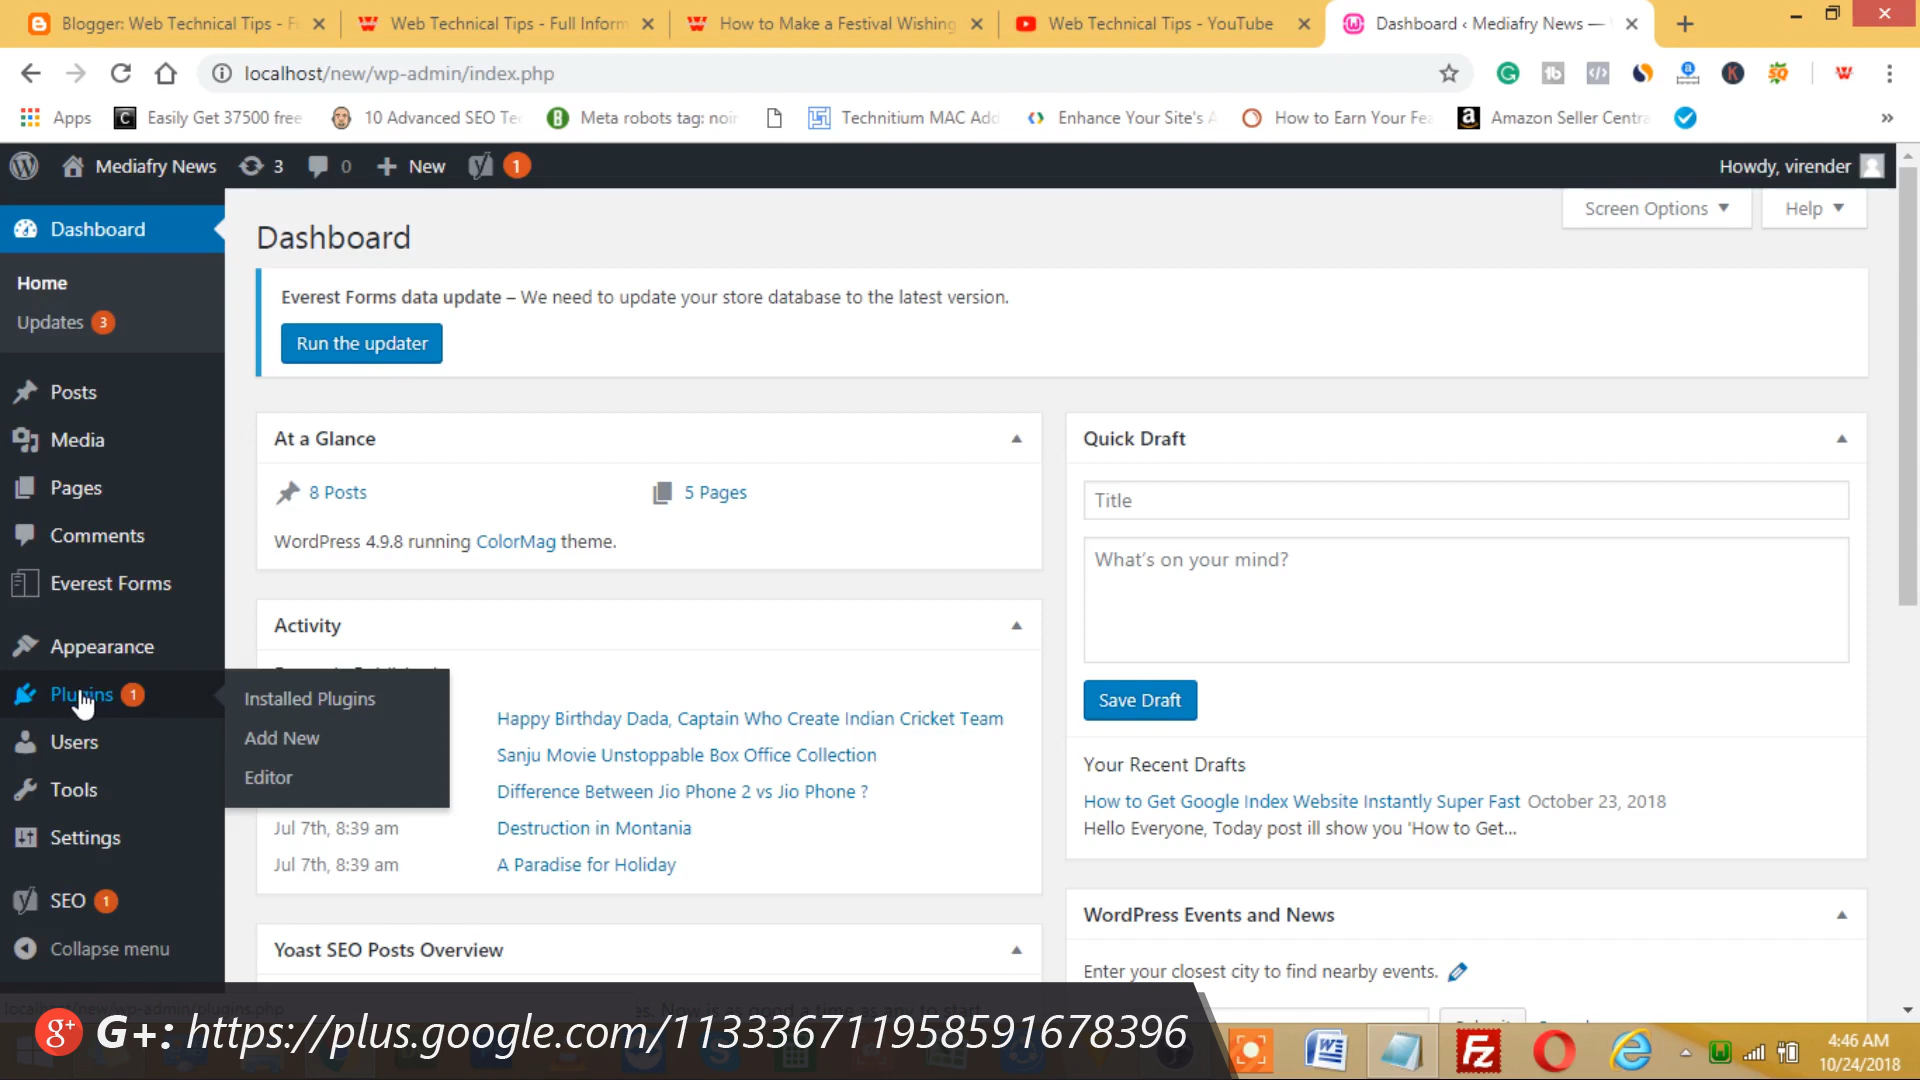 Blogger: Web Technical Tips - F
Web Technical Tips - Full Inform
How to Make a Festival Wishing
Web Technical Tips - YouTube
Dashboard ‹ Mediafry News —
localhost/new/wp-admin/index.php
Apps
Easily Get 37500 free
10 Advanced SEO Te
Meta robots tag: noin
Technitium MAC Add
Enhance Your Site's A
How to Earn Your Fe
Amazon Seller Centra
»
Mediafry News
3
0
New
1
Howdy, virender
Screen Options
Help
Dashboard
Home
Updates 3
Posts
Media
Pages
Comments
Everest Forms
Appearance
Plugins 1
Users
Tools
Settings
SEO 1
Collapse menu
Installed Plugins
Add New
Editor
Dashboard
Everest Forms data update – We need to update your store database to the latest version.
Run the updater
At a Glance
8 Posts
5 Pages
WordPress 4.9.8 running ColorMag theme.
Activity
Happy Birthday Dada, Captain Who Create Indian Cricket Team
Sanju Movie Unstoppable Box Office Collection
Difference Between Jio Phone 2 vs Jio Phone ?
Jul 7th, 8:39 am Destruction in Montania
Jul 7th, 8:39 am A Paradise for Holiday
Yoast SEO Posts Overview
Quick Draft
Title
What's on your mind?
Save Draft
Your Recent Drafts
How to Get Google Index Website Instantly Super Fast October 23, 2018
Hello Everyone, Today post ill show you 'How to Get...
WordPress Events and News
Enter your closest city to find nearby events.
localhost/new/wp-admin/plugins.php
g+ G+: https://plus.google.com/113336711958591678396
4:46 AM
10/24/2018